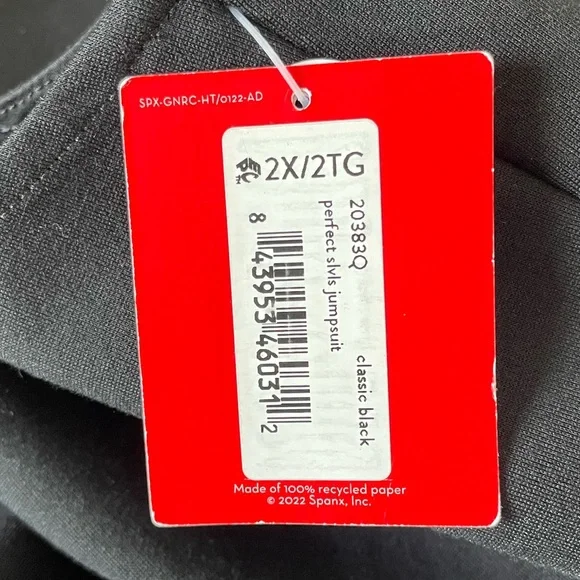 SPX-GNRC-HT/0122-AD
EPC 2X/2TG
20383Q
perfect slvls jumpsuit
classic black
8 43953 46031 2
Made of 100% recycled paper
© 2022 Spanx, Inc.